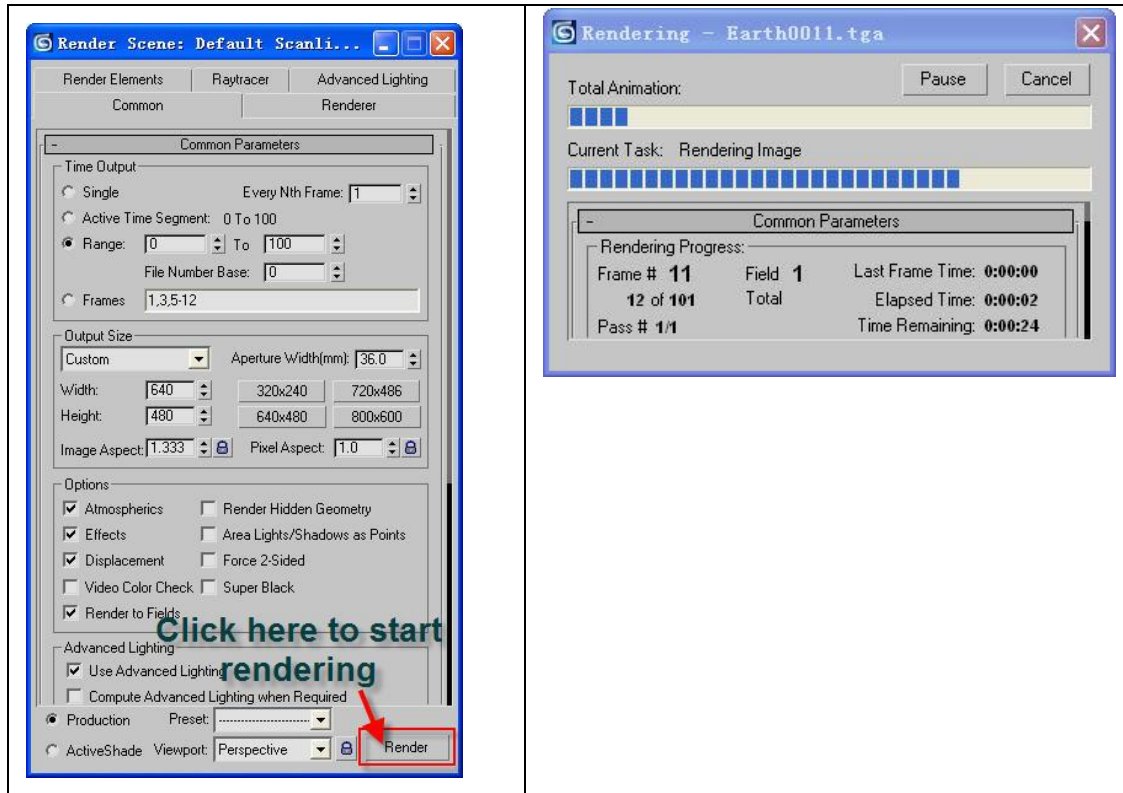 Render Scene: Default Scanli...
Render Elements Raytracer Advanced Lighting
Common Renderer
- Common Parameters
Time Output
Single Every Nth Frame: 1
Active Time Segment: 0 To 100
Range: 0 To 100
File Number Base: 0
Frames 1,3,5-12
Output Size
Custom Aperture Width(mm): 36.0
Width: 640 320x240 720x486
Height: 480 640x480 800x600
Image Aspect: 1.333 Pixel Aspect: 1.0
Options
Atmospherics Render Hidden Geometry
Effects Area Lights/Shadows as Points
Displacement Force 2-Sided
Video Color Check Super Black
Render to Fields
Click here to start
rendering
Advanced Lighting
Use Advanced Lighting
Compute Advanced Lighting when Required
Production Preset: --------------------
ActiveShade Viewport: Perspective Render
Rendering - Earth0011.tga
Total Animation: Pause Cancel
Current Task: Rendering Image
- Common Parameters
Rendering Progress:
Frame # 11 Field 1 Last Frame Time: 0:00:00
12 of 101 Total Elapsed Time: 0:00:02
Pass # 1/1 Time Remaining: 0:00:24